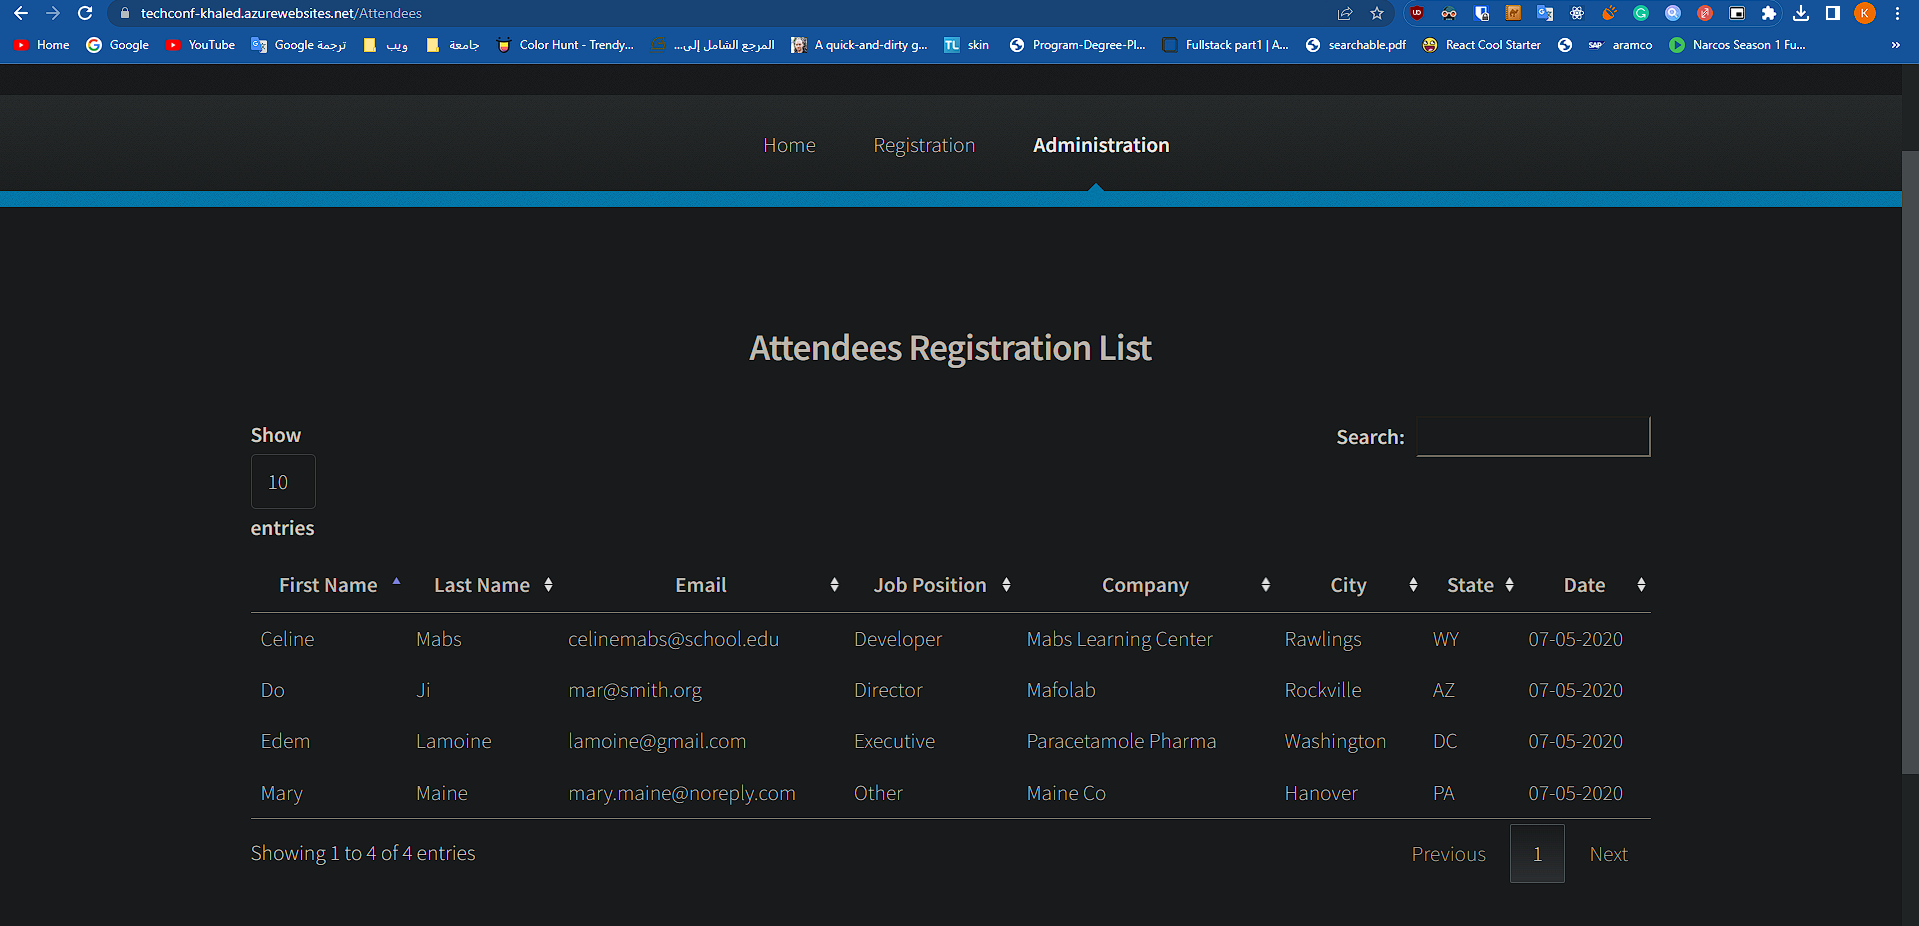 techconf-khaled.azurewebsites.net/Attendees
K
Home Google YouTube Google ترجمة ويب جامعة Color Hunt - Trendy... المرجع الشامل إلى... A quick-and-dirty g... TL skin Program-Degree-Pl... Fullstack part1 | A... searchable.pdf React Cool Starter SAP aramco Narcos Season 1 Fu... »
Home Registration Administration
Attendees Registration List
Show
Search:
10
entries
First Name Last Name Email Job Position Company City State Date
Celine Mabs celinemabs@school.edu Developer Mabs Learning Center Rawlings WY 07-05-2020
Do Ji mar@smith.org Director Mafolab Rockville AZ 07-05-2020
Edem Lamoine lamoine@gmail.com Executive Paracetamole Pharma Washington DC 07-05-2020
Mary Maine mary.maine@noreply.com Other Maine Co Hanover PA 07-05-2020
Showing 1 to 4 of 4 entries
Previous 1 Next